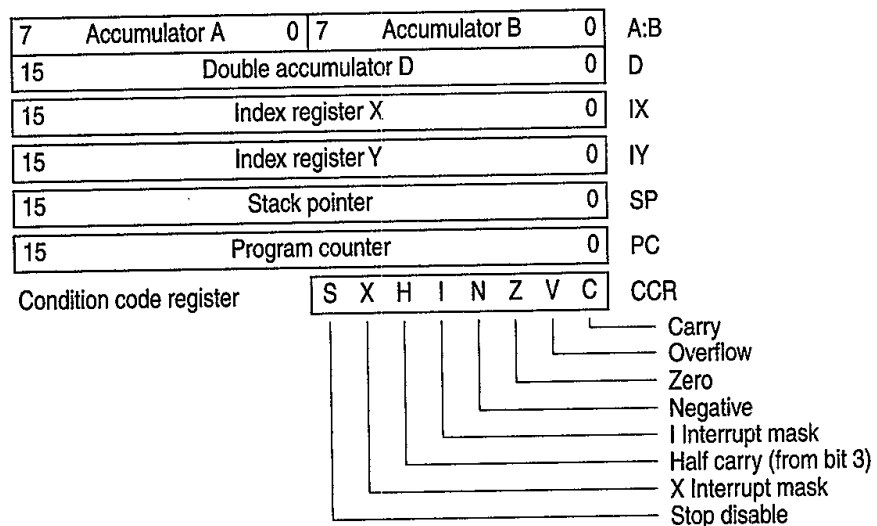 7 Accumulator A 0 7 Accumulator B 0 A:B
15 Double accumulator D 0 D
15 Index register X 0 IX
15 Index register Y 0 IY
15 Stack pointer 0 SP
15 Program counter 0 PC
Condition code register S X H I N Z V C CCR
Carry
Overflow
Zero
Negative
I Interrupt mask
Half carry (from bit 3)
X Interrupt mask
Stop disable